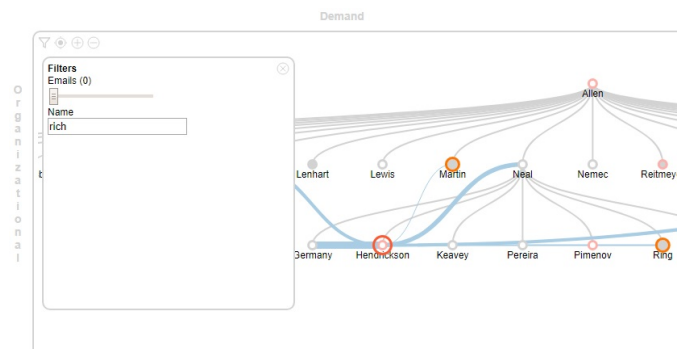 Demand
Organizational
Filters
Emails (0)
Name
rich
Allen
Lenhart
Lewis
Martin
Neal
Nemec
Reitmey
b
Germany
Hendrickson
Keavey
Pereira
Pimenov
Ring